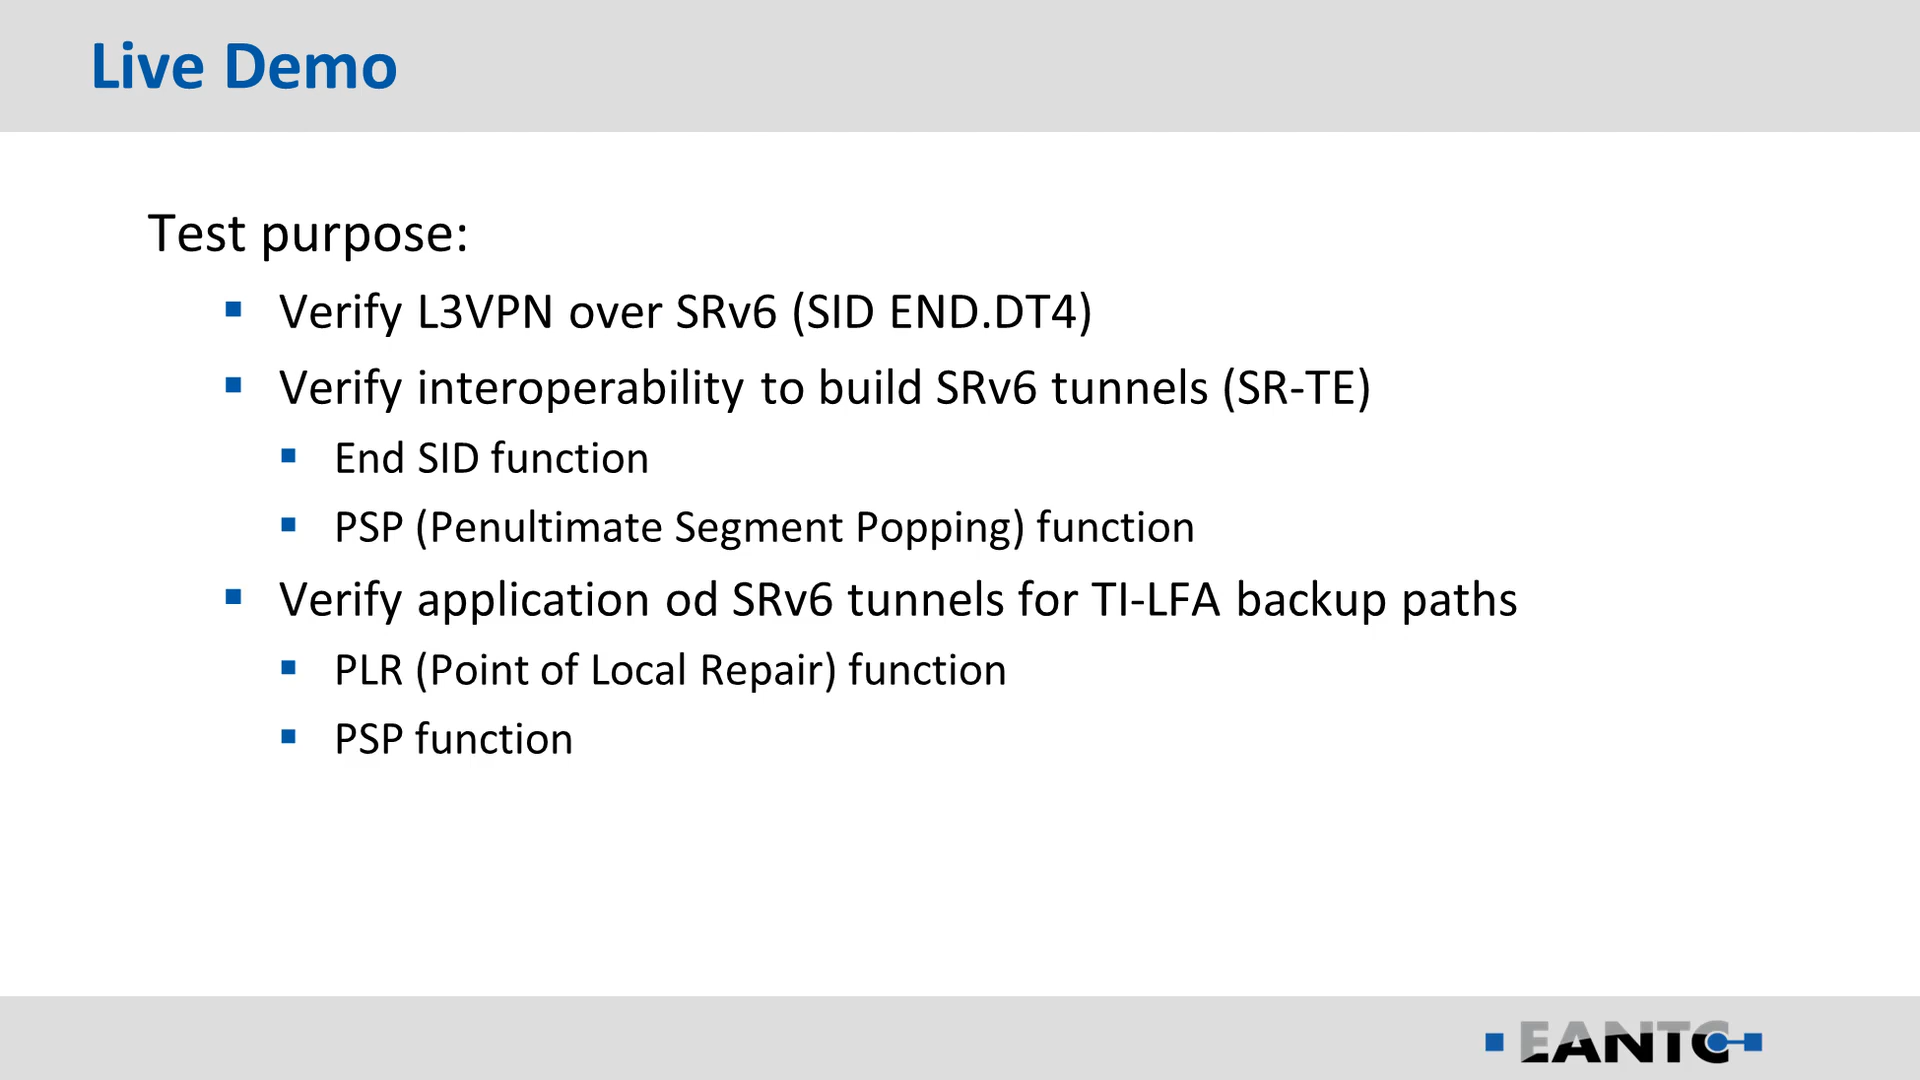 Live Demo
Test purpose:
Verify L3VPN over SRv6 (SID END.DT4)
Verify interoperability to build SRv6 tunnels (SR-TE)
End SID function
PSP (Penultimate Segment Popping) function
Verify application od SRv6 tunnels for TI-LFA backup paths
PLR (Point of Local Repair) function
PSP function
EANTC